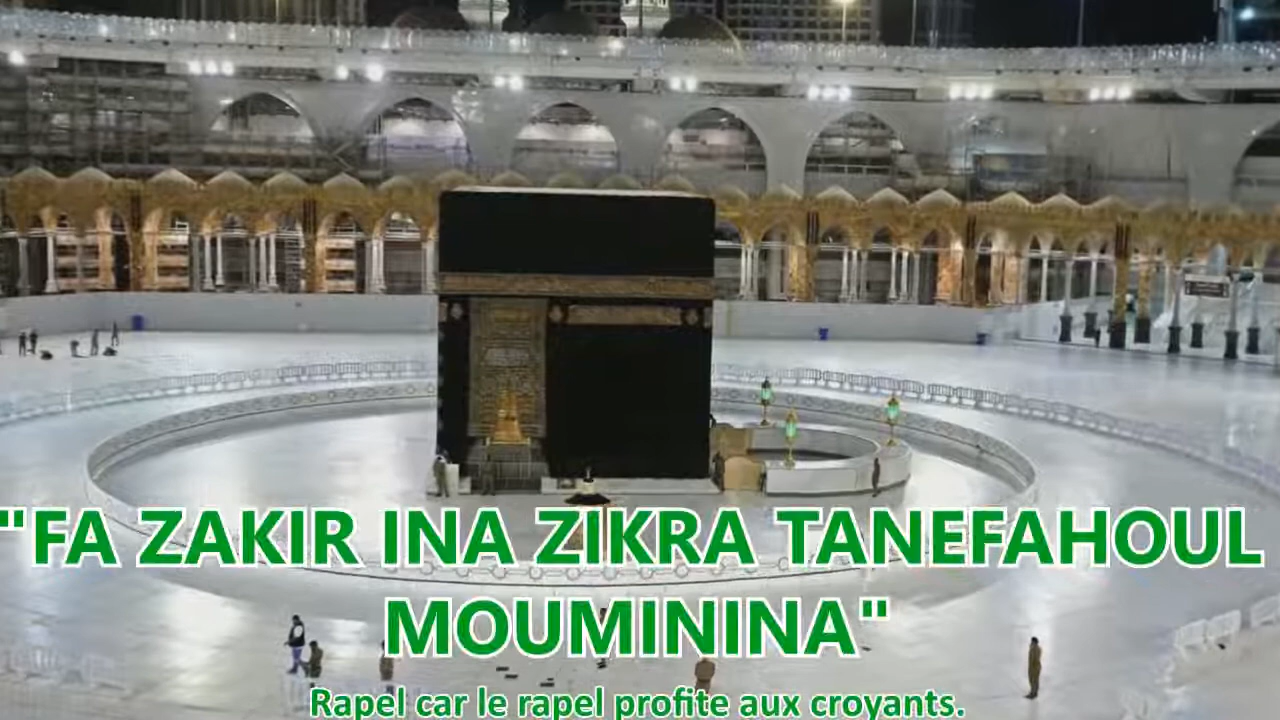 "FA ZAKIR INA ZIKRA TANEFAHOUL
MOUMININA"
Rapel car le rapel profite aux croyants.